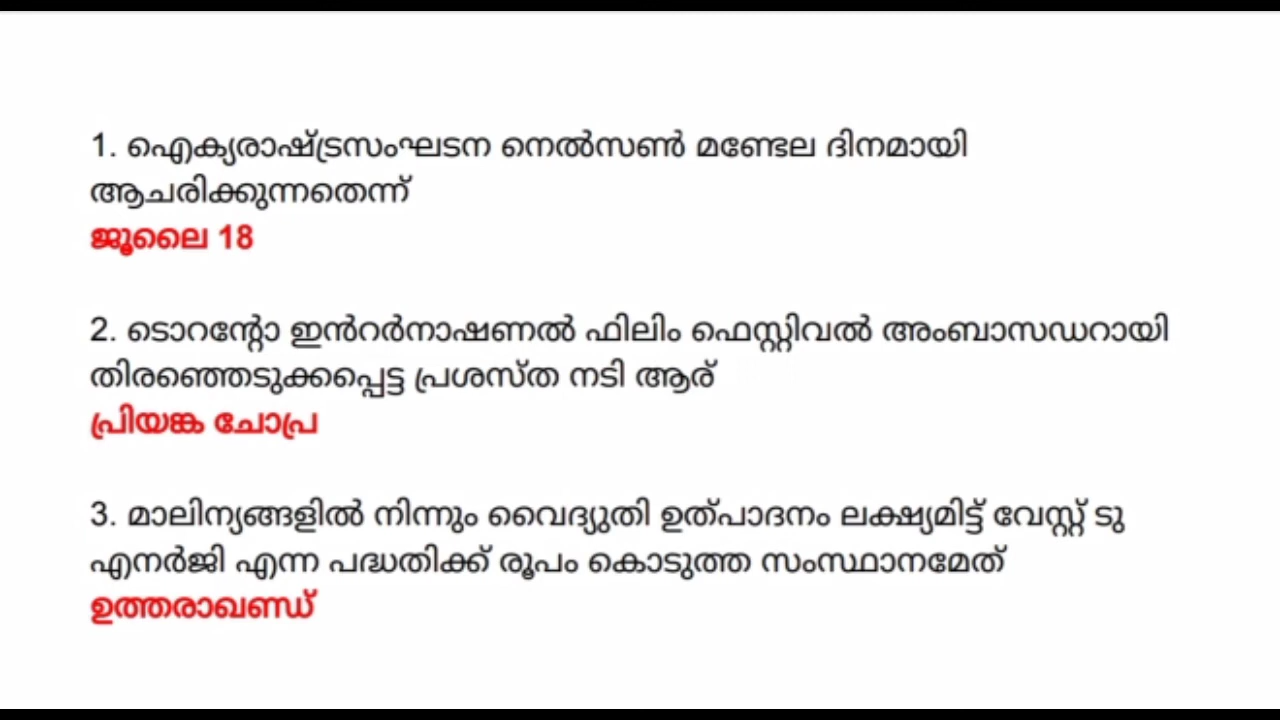 1. ഐക്യരാഷ്ട്രസംഘടന നെൽസൺ മണ്ടേല ദിനമായി
ആചരിക്കുന്നതെന്ന്
ജൂലൈ 18
2. ടൊറന്റോ ഇൻറർനാഷണൽ ഫിലിം ഫെസ്റ്റിവൽ അംബാസഡറായി
തിരഞ്ഞെടുക്കപ്പെട്ട പ്രശസ്ത നടി ആര്
പ്രിയങ്ക ചോപ്ര
3. മാലിന്യങ്ങളിൽ നിന്നും വൈദ്യുതി ഉത്പാദനം ലക്ഷ്യമിട്ട് വേസ്റ്റ് ടു
എനർജി എന്ന പദ്ധതിക്ക് രൂപം കൊടുത്ത സംസ്ഥാനമേത്
ഉത്തരാഖണ്ഡ്